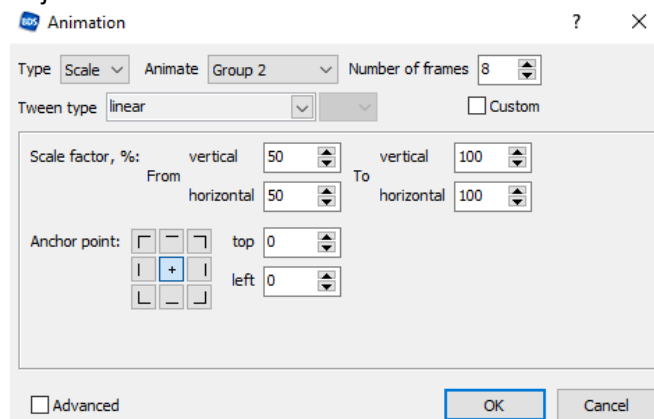 BDS Animation ? ×
Type Scale Animate Group 2 Number of frames 8
Tween type linear Custom
Scale factor, %: From vertical 50 To vertical 100
horizontal 50 horizontal 100
Anchor point: top 0
+ left 0
Advanced OK Cancel